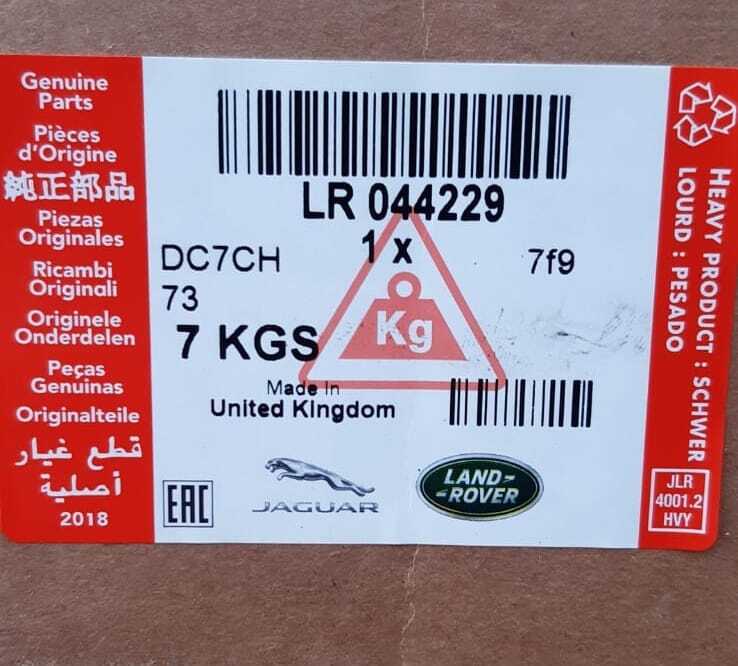 Genuine
Parts
Pièces
d'Origine
純正部品
Piezas
Originales
Ricambi
Originali
Originele
Onderdelen
Peças
Genuinas
Originalteile
قطع غيار
أصلية
2018
LR 044229
1 x
DC7CH
7f9
73
7 KGS
Kg
Made In
United Kingdom
EAC
JAGUAR
LAND-
-ROVER
HEAVY PRODUCT : SCHWER
LOURD : PESADO
JLR
4001.2
HVY